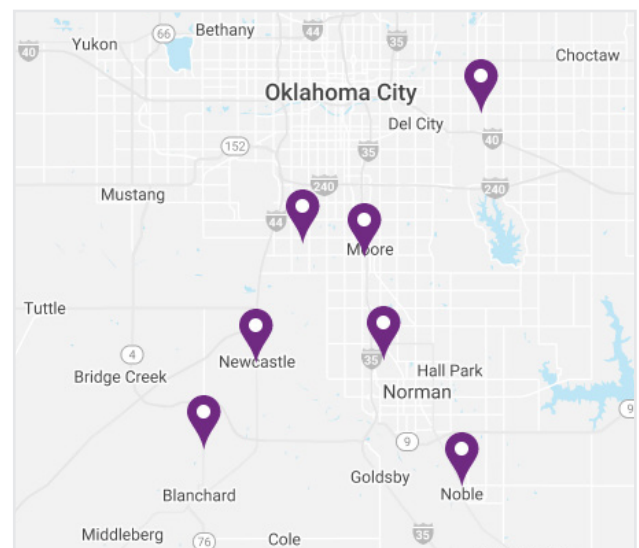 Bethany
66
44
35
Yukon
40
Choctaw
Oklahoma City
Del City
40
152
35
240
240
Mustang
44
Moore
Tuttle
4
35
Newcastle
Bridge Creek
Hall Park
Norman
9
9
Goldsby
Blanchard
Noble
Middleberg
76
Cole
35